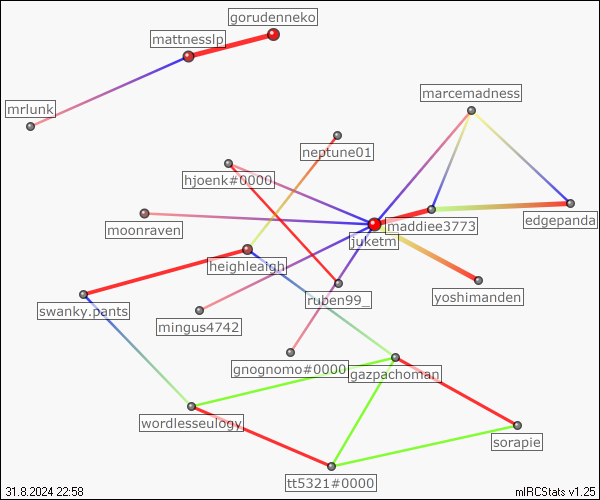 gorudenneko
mattnesslp
marcemadness
mrlunk
neptune01
hjoenk#0000
edgepanda
maddiee3773
moonraven
juketm
heighleaigh
yoshimanden
ruben99_
swanky.pants
mingus4742
gnognomo#0000
gazpachoman
wordlesseulogy
sorapie
tt5321#0000
31.8.2024 22:58
mIRCStats v1.25